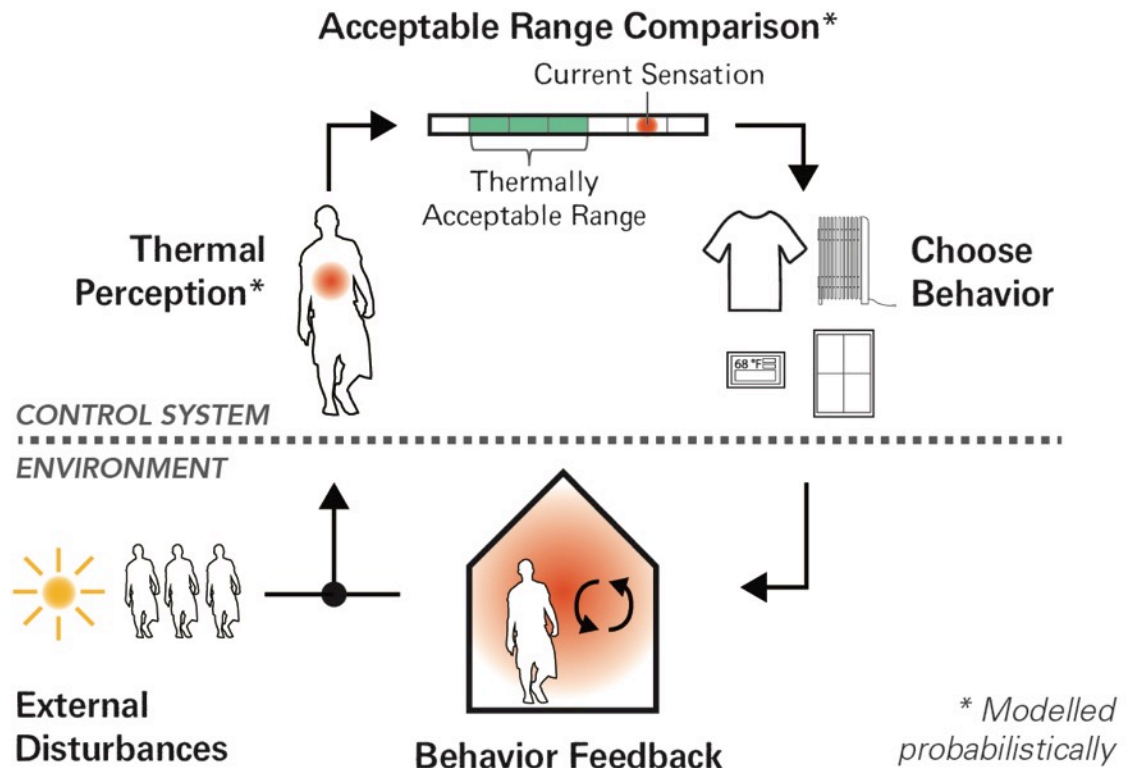 Acceptable Range Comparison*
Current Sensation
Thermally
Acceptable Range
Thermal
Perception*
Choose
Behavior
68 °F
CONTROL SYSTEM
ENVIRONMENT
External
Disturbances
Behavior Feedback
* Modelled
probabilistically